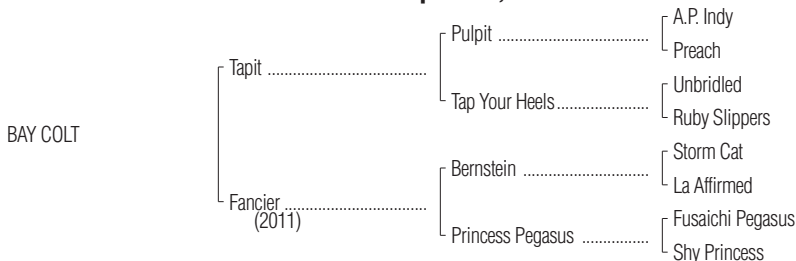 A.P. Indy
Pulpit
Preach
Tapit
Unbridled
Tap Your Heels
Ruby Slippers
BAY COLT
Storm Cat
Bernstein
La Affirmed
Fancier
(2011)
Fusaichi Pegasus
Princess Pegasus
Shy Princess